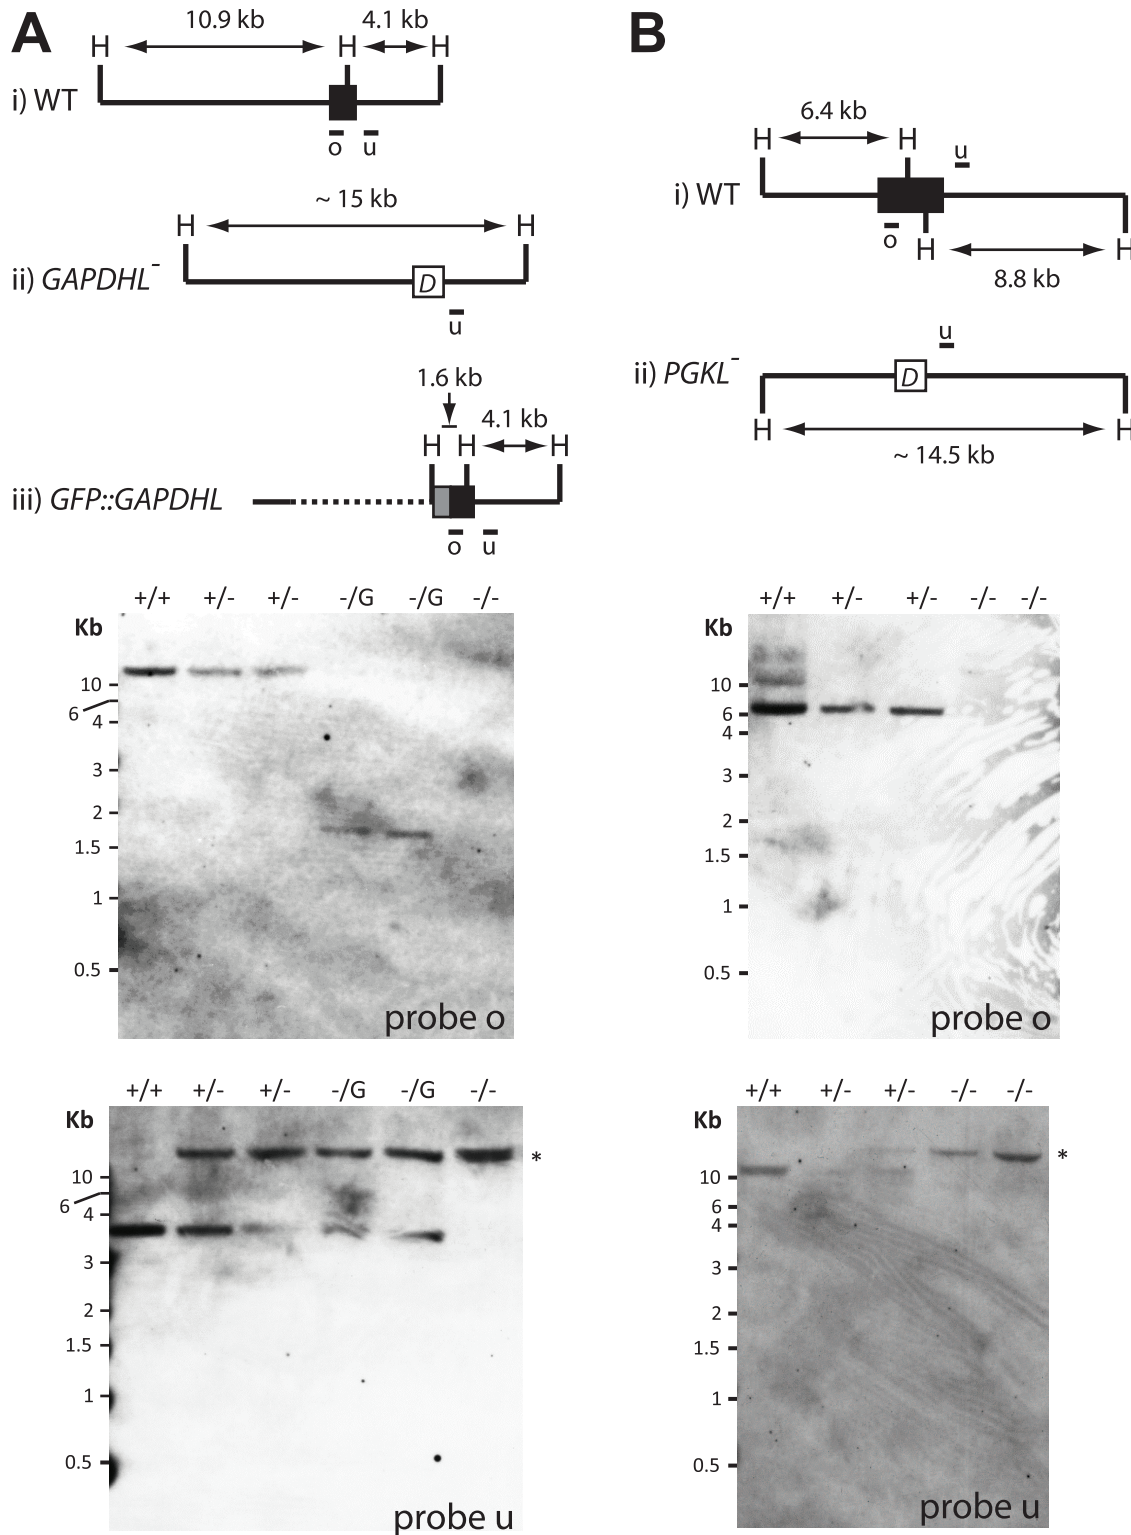 A
10.9 kb 4.1 kb
H H H
i) WT
o u
~ 15 kb
H H
ii) GAPDHL-
D
u
1.6 kb
4.1 kb
H H H
iii) GFP::GAPDHL
o u
+/+ +/- +/- -/G -/G -/-
Kb
10
6
4
3
2
1.5
1
0.5
probe o
+/+ +/- +/- -/G -/G -/-
Kb
*
10
6
4
3
2
1.5
1
0.5
probe u
B
6.4 kb
H H
u
i) WT
o
H H
8.8 kb
u
ii) PGKL-
D
H H
~ 14.5 kb
+/+ +/- +/- -/- -/-
Kb
10
6
4
3
2
1.5
1
0.5
probe o
+/+ +/- +/- -/- -/-
Kb
*
10
6
4
3
2
1.5
1
0.5
probe u